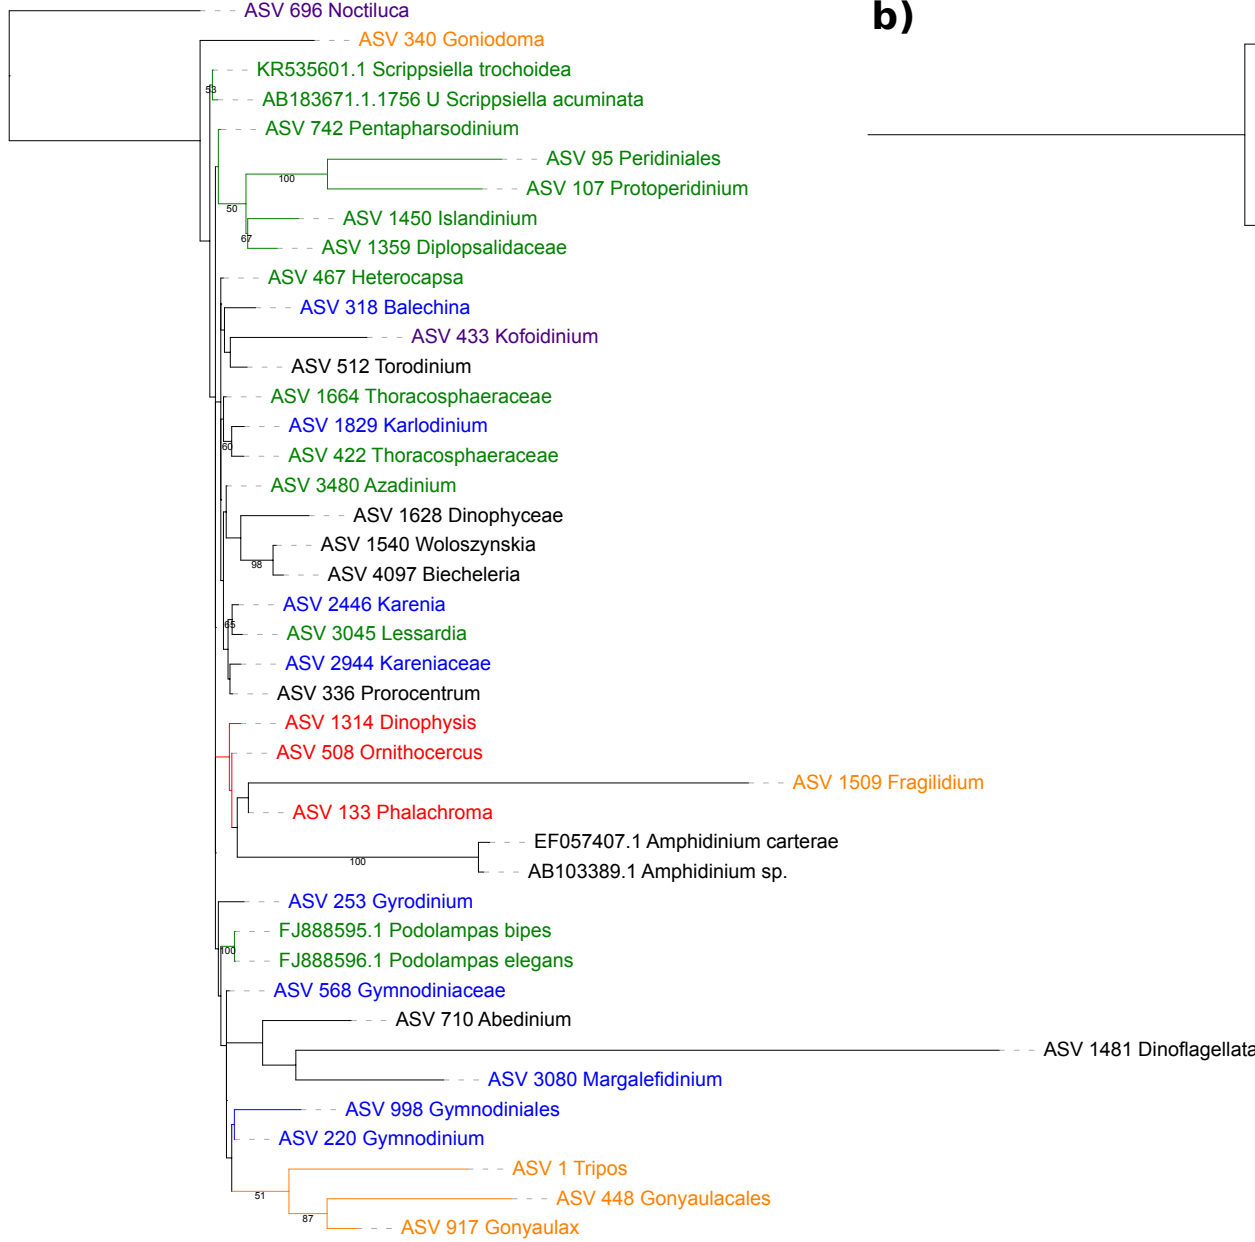 ASV 696 Noctiluca
b)
ASV 340 Goniodoma
KR535601.1 Scrippsiella trochoidea
53
AB183671.1.1756 U Scrippsiella acuminata
ASV 742 Pentapharsodinium
ASV 95 Peridiniales
100
ASV 107 Protoperidinium
50
ASV 1450 Islandinium
67
ASV 1359 Diplopsalidaceae
ASV 467 Heterocapsa
ASV 318 Balechina
ASV 433 Kofoidinium
ASV 512 Torodinium
ASV 1664 Thoracosphaeraceae
ASV 1829 Karlodinium
60
ASV 422 Thoracosphaeraceae
ASV 3480 Azadinium
ASV 1628 Dinophyceae
ASV 1540 Woloszynskia
98
ASV 4097 Biecheleria
ASV 2446 Karenia
65
ASV 3045 Lessardia
ASV 2944 Kareniaceae
ASV 336 Prorocentrum
ASV 1314 Dinophysis
ASV 508 Ornithocercus
ASV 1509 Fragilidium
ASV 133 Phalachroma
EF057407.1 Amphidinium carterae
100
AB103389.1 Amphidinium sp.
ASV 253 Gyrodinium
FJ888595.1 Podolampas bipes
100
FJ888596.1 Podolampas elegans
ASV 568 Gymnodiniaceae
ASV 710 Abedinium
ASV 1481 Dinoflagellata
ASV 3080 Margalefidinium
ASV 998 Gymnodiniales
ASV 220 Gymnodinium
ASV 1 Tripos
51
ASV 448 Gonyaulacales
87
ASV 917 Gonyaulax